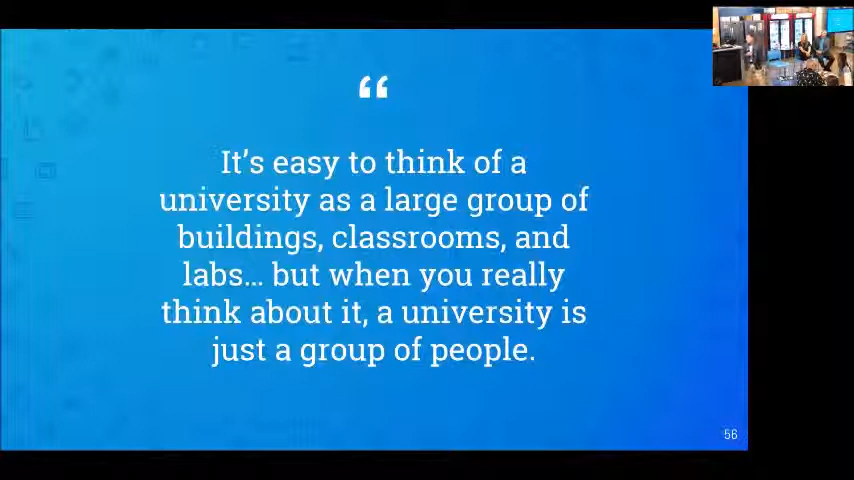 “
It’s easy to think of a
university as a large group of
buildings, classrooms, and
labs… but when you really
think about it, a university is
just a group of people.
56